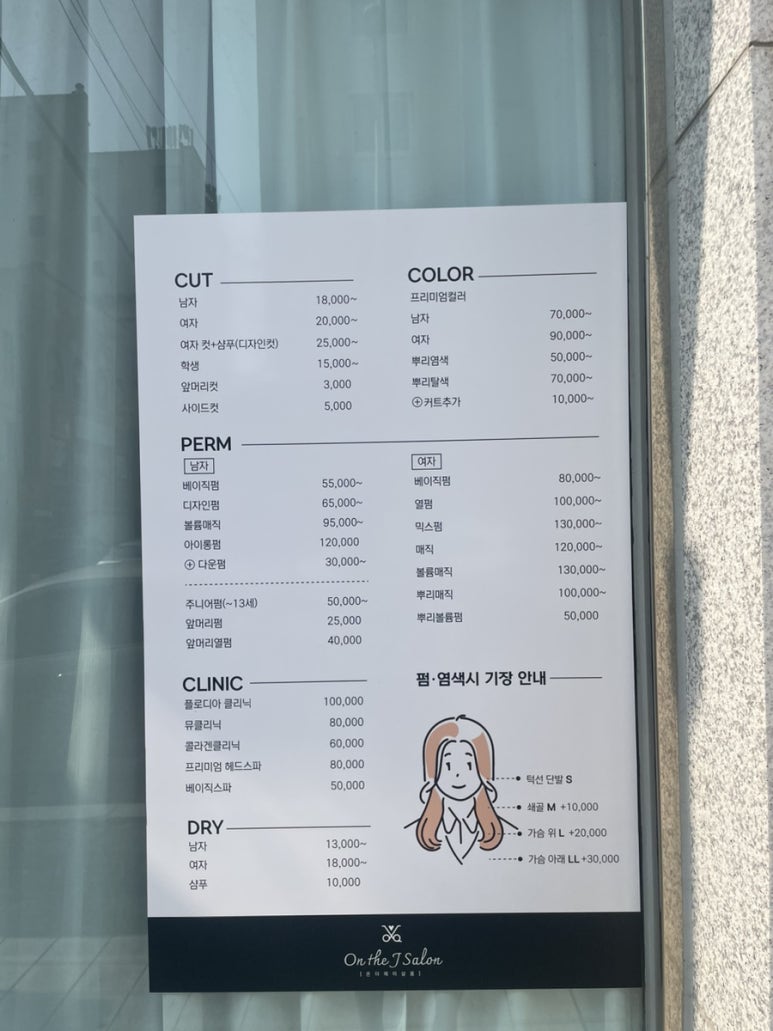 CUT
남자 18,000~
여자 20,000~
여자 컷+샴푸(디자인컷) 25,000~
학생 15,000~
앞머리컷 3,000
사이드컷 5,000
COLOR
프리미엄컬러
남자 70,000~
여자 90,000~
뿌리염색 50,000~
뿌리탈색 70,000~
⊕커트추가 10,000~
PERM
남자
베이직펌 55,000~
디자인펌 65,000~
볼륨매직 95,000~
아이롱펌 120,000
⊕ 다운펌 30,000~
주니어펌(~13세) 50,000~
앞머리펌 25,000
앞머리열펌 40,000
여자
베이직펌 80,000~
열펌 100,000~
믹스펌 130,000~
매직 120,000~
볼륨매직 130,000~
뿌리매직 100,000~
뿌리볼륨펌 50,000
CLINIC
플로디아 클리닉 100,000
뮤클리닉 80,000
콜라겐클리닉 60,000
프리미엄 헤드스파 80,000
베이직스파 50,000
DRY
남자 13,000~
여자 18,000~
샴푸 10,000
펌·염색시 기장 안내
턱선 단발 S
쇄골 M +10,000
가슴 위 L +20,000
가슴 아래 LL +30,000
On the J Salon
[온더제이살롱]